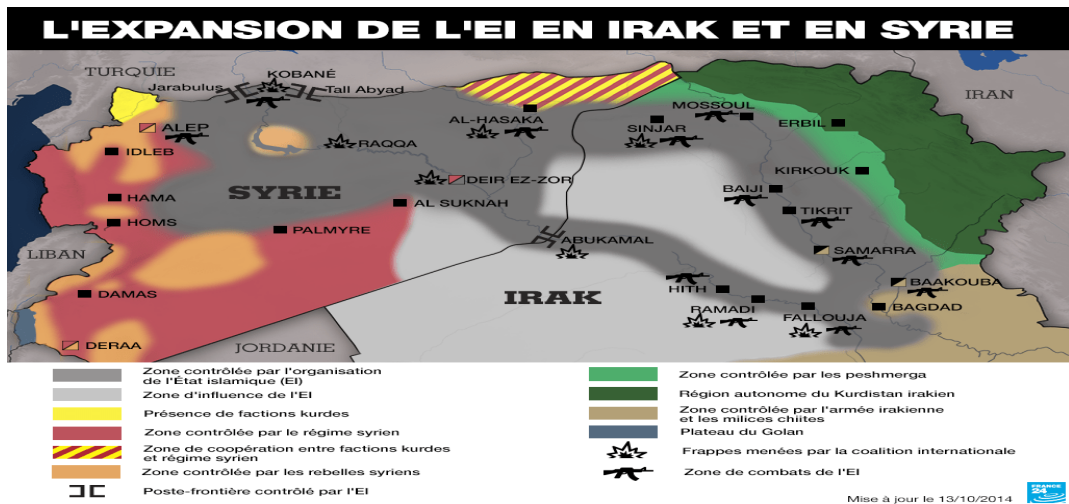 L'EXPANSION DE L'EI EN IRAK ET EN SYRIE
TURQUIE
KOBANÉ
Jarabulus
Tall Abyad
IRAN
ALEP
AL-HASAKA
MOSSOUL
SINJAR
ERBIL
IDLEB
RAQQA
KIRKOUK
SYRIE
DEIR EZ-ZOR
BAIJI
HAMA
AL SUKNAH
TIKRIT
HOMS
PALMYRE
ABUKAMAL
SAMARRA
LIBAN
BAAKOUBA
DAMAS
IRAK
HITH
RAMADI
FALLOUJA
BAGDAD
DERAA
JORDANIE
Zone contrôlée par l'organisation
de l'État islamique (EI)
Zone d'influence de l'EI
Présence de factions kurdes
Zone contrôlée par le régime syrien
Zone de coopération entre factions kurdes
et régime syrien
Zone contrôlée par les rebelles syriens
Poste-frontière contrôlé par l'EI
Zone contrôlée par les peshmerga
Région autonome du Kurdistan irakien
Zone contrôlée par l'armée irakienne
et les milices chiites
Plateau du Golan
Frappes menées par la coalition internationale
Zone de combats de l'EI
Mise à jour le 13/10/2014
FRANCE
24